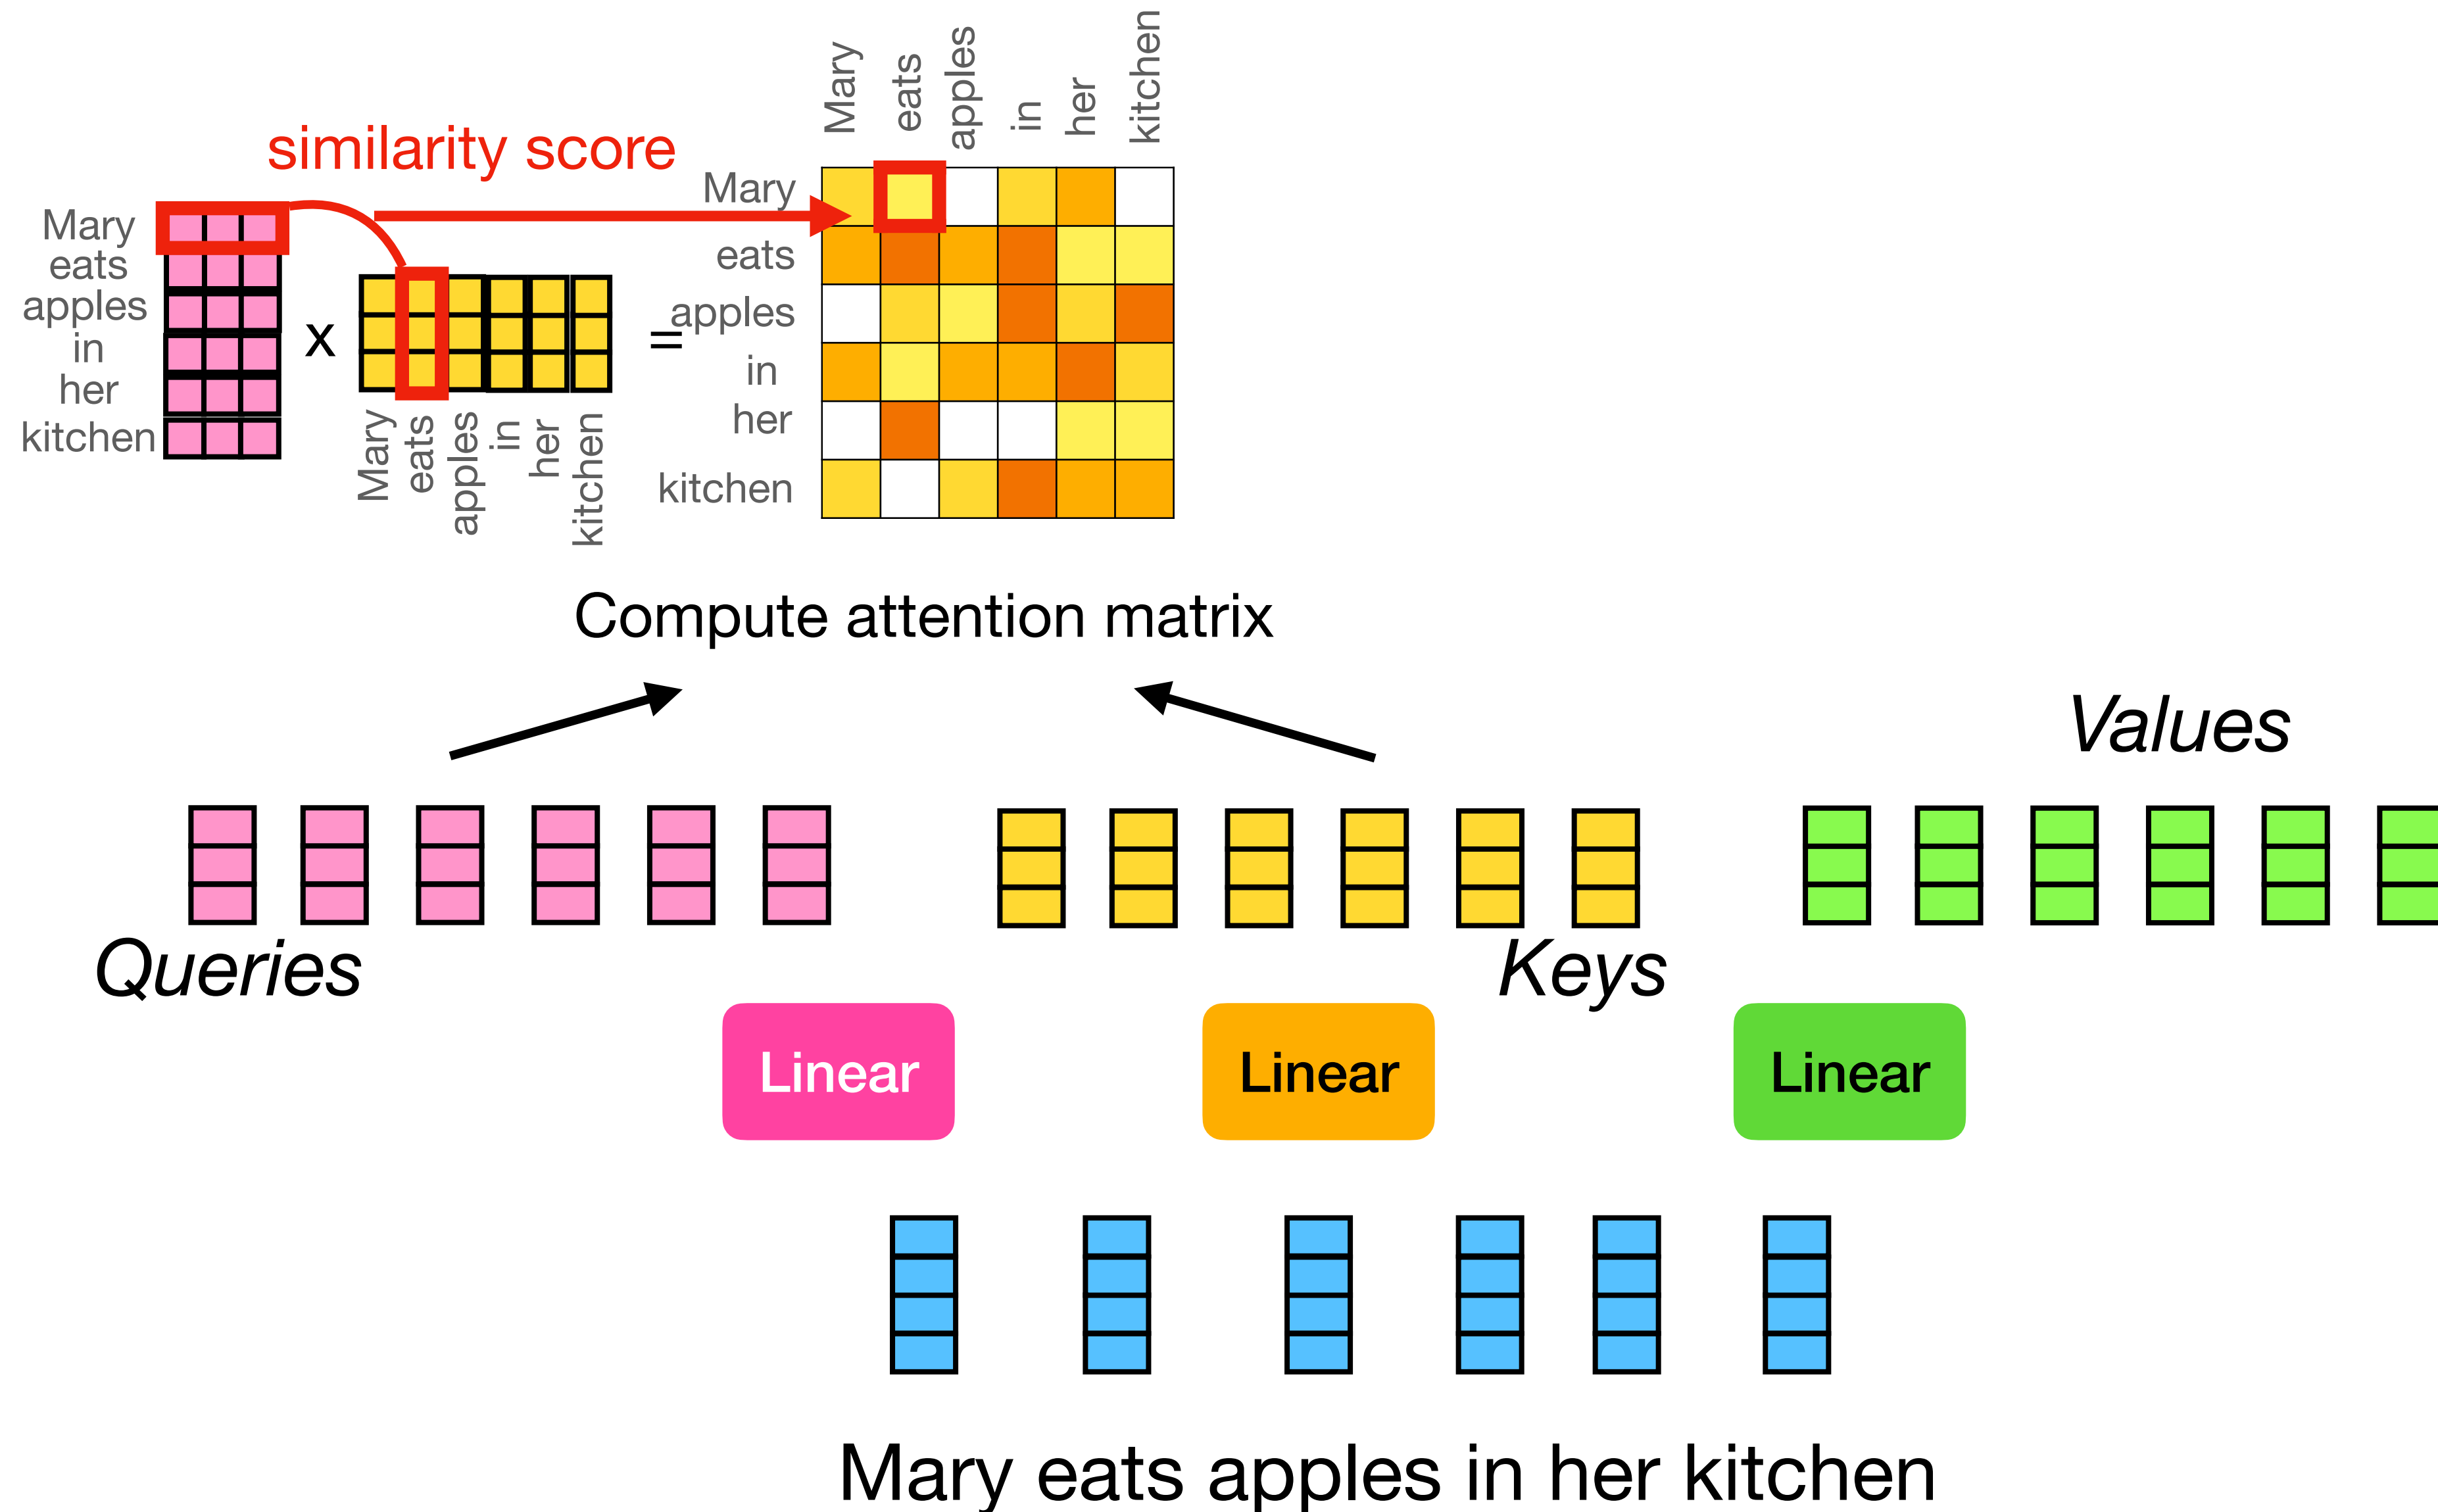 Mary
eats
apples
in
her
kitchen
similarity score
Mary
eats
apples
in
her
kitchen
x
Mary
eats
apples
in
her
kitchen
=
Mary
eats
apples
in
her
kitchen
Compute attention matrix
Values
Queries
Keys
Linear
Linear
Linear
Mary eats apples in her kitchen